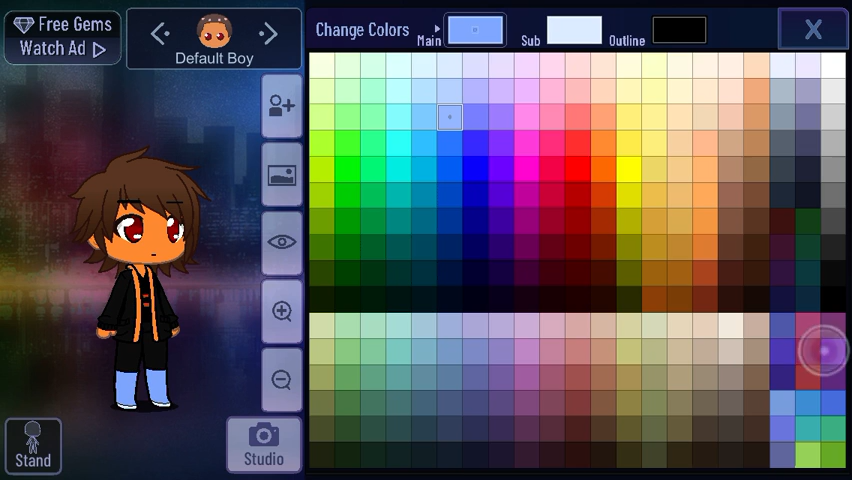 Free Gems
Watch Ad
Default Boy
Change Colors
Main
Sub
Outline
X
Stand
Studio